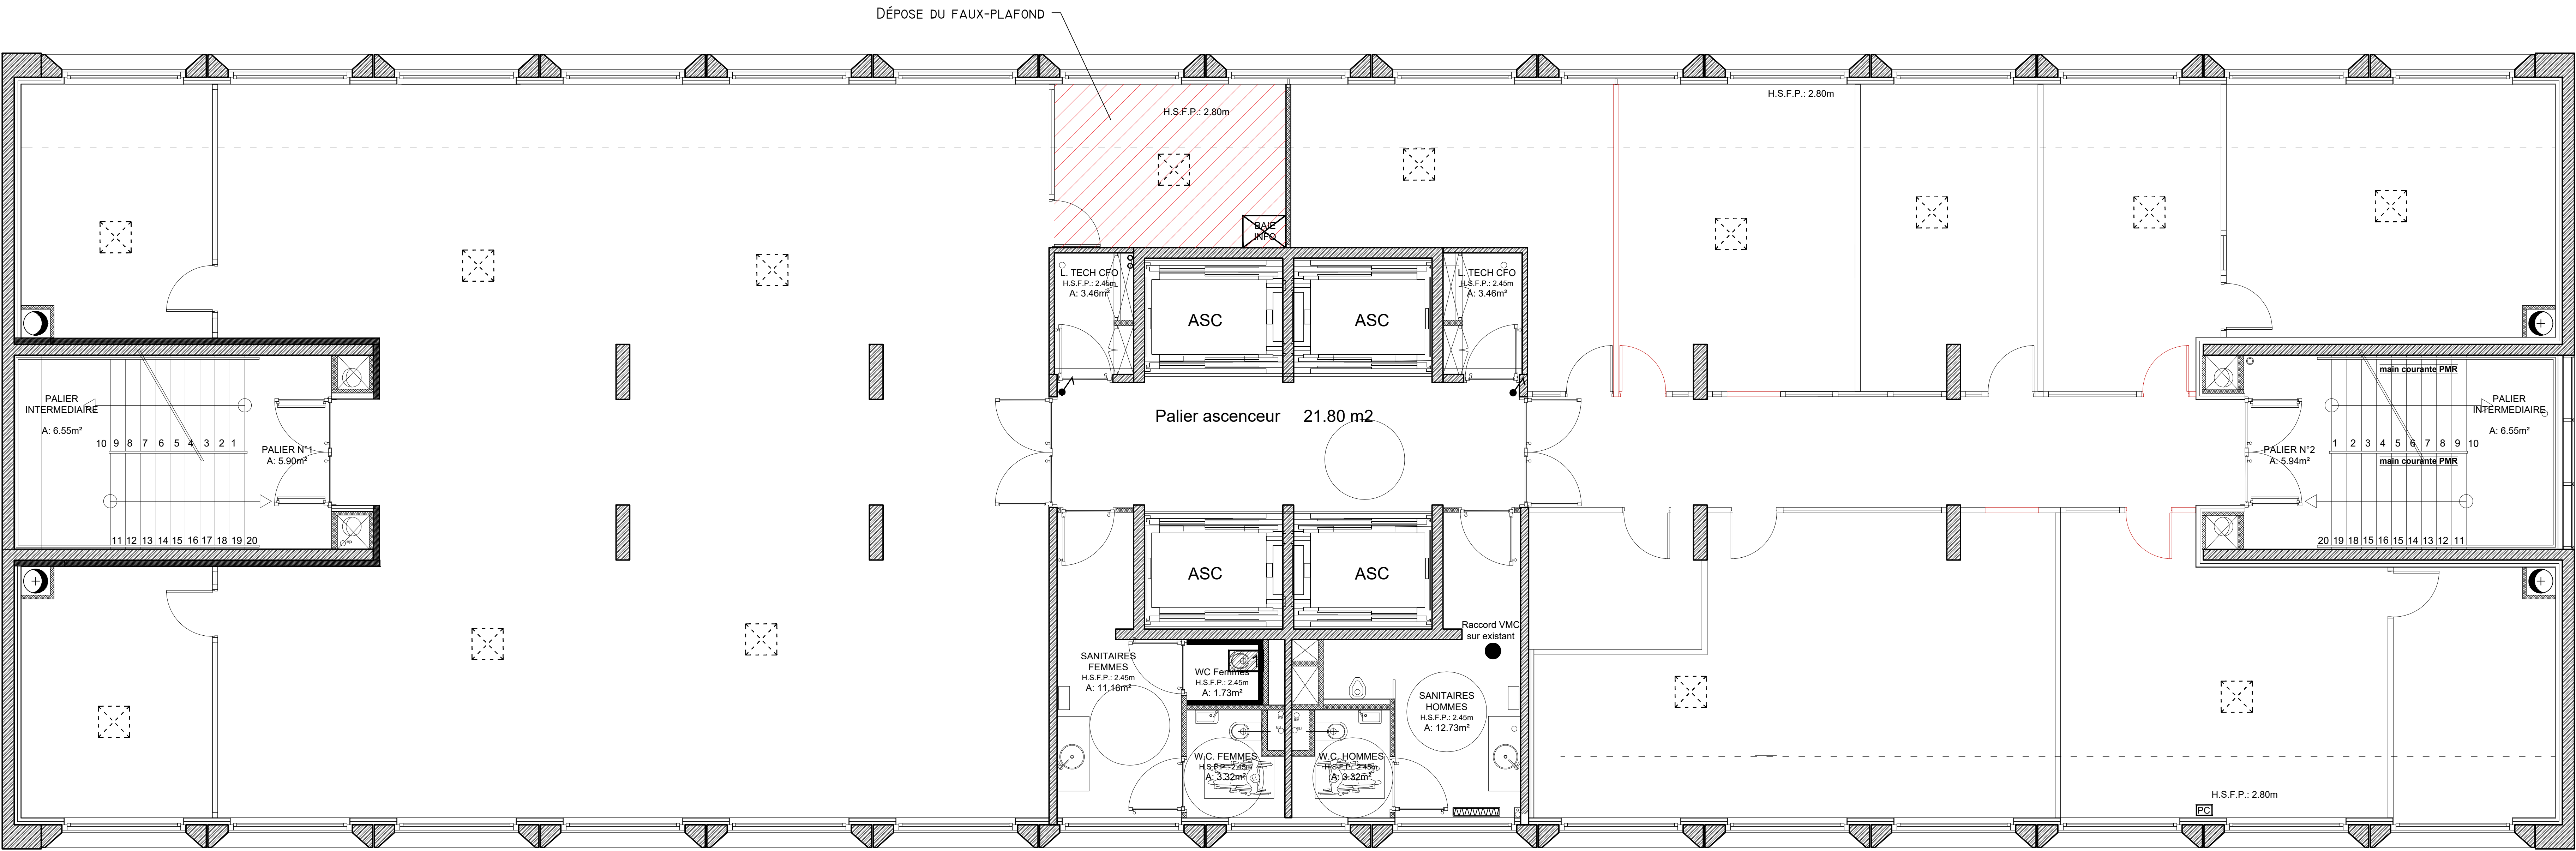 DÉPOSE DU FAUX-PLAFOND
H.S.F.P.: 2.80m
H.S.F.P.: 2.80m
BAIE
INFO
L. TECH CFO
H.S.F.P.: 2.45m
A: 3.46m²
ASC
ASC
L. TECH CFO
H.S.F.P.: 2.45m
A: 3.46m²
PALIER
INTERMEDIAIRE
A: 6.55m²
10 9 8 7 6 5 4 3 2 1
PALIER N°1
A: 5.90m²
11 12 13 14 15 16 17 18 19 20
Palier ascenceur 21.80 m2
main courante PMR
PALIER
INTERMEDIAIRE
A: 6.55m²
PALIER N°2
A: 5.94m²
1 2 3 4 5 6 7 8 9 10
main courante PMR
20 19 18 15 16 15 14 13 12 11
ASC
ASC
Raccord VMC
sur existant
SANITAIRES
FEMMES
H.S.F.P.: 2.45m
A: 11.16m²
1
WC Femmes
H.S.F.P.: 2.45m
A: 1.73m²
SANITAIRES
HOMMES
H.S.F.P.: 2.45m
A: 12.73m²
W.C. FEMMES
H.S.F.P.: 2.45m
A: 3.32m²
W.C. HOMMES
H.S.F.P.: 2.45m
A: 3.32m²
H.S.F.P.: 2.80m
PC